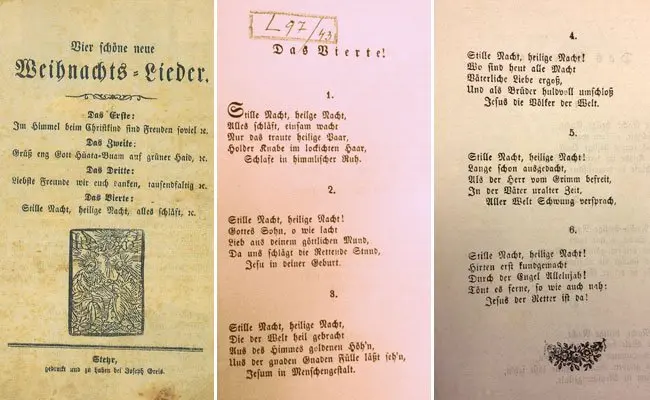 Vier schöne neue
Weihnachts-Lieder.
Das Erste:
Im Himmel beim Christkind sind Freuden soviel ꝛc.
Das Zweite:
Grüß eng Gott Hüata-Buam auf grüner Haid, ꝛc.
Das Dritte:
Liebste Freunde wir euch danken, tausendfaltig ꝛc.
Das Vierte:
Stille Nacht, heilige Nacht, alles schläft, ꝛc.
Steyr,
gedruckt und zu haben bei Joseph Greis.
L 97/43
Das Vierte!
1.
Stille Nacht, heilge Nacht,
Alles schläft, einsam wacht
Nur das traute heilige Paar,
Holder Knabe im lockichten Haar,
Schlafe in himmlischer Ruh.
2.
Stille Nacht, heilige Nacht!
Gottes Sohn, o wie lacht
Lieb aus deinem göttlichen Mund,
Da uns schlägt die Rettende Stund,
Jesu in deiner Geburt.
3.
Stille Nacht, heilige Nacht,
Die der Welt heil gebracht
Aus des Himmes goldenen Höh'n,
Uns der gnaden Gnaden Fülle läßt seh'n,
Jesum in Menschengestalt.
4.
Stille Nacht, heilige Nacht!
Wo sind heut alle Macht
Väterliche Liebe ergoß,
Und als Brüder huldvoll umschloß
Jesus die Völker der Welt.
5.
Stille Nacht, heilige Nacht!
Lange schon ausgedacht,
Als der Herr vom Grimm befreit,
In der Väter uralter Zeit,
Aller Welt Schwung versprach,
6.
Stille Nacht, heilige Nacht!
Hirten erst kundgemacht
Durch der Engel Allelujah!
Tönt es ferne, so wie auch nah:
Jesus der Retter ist da!